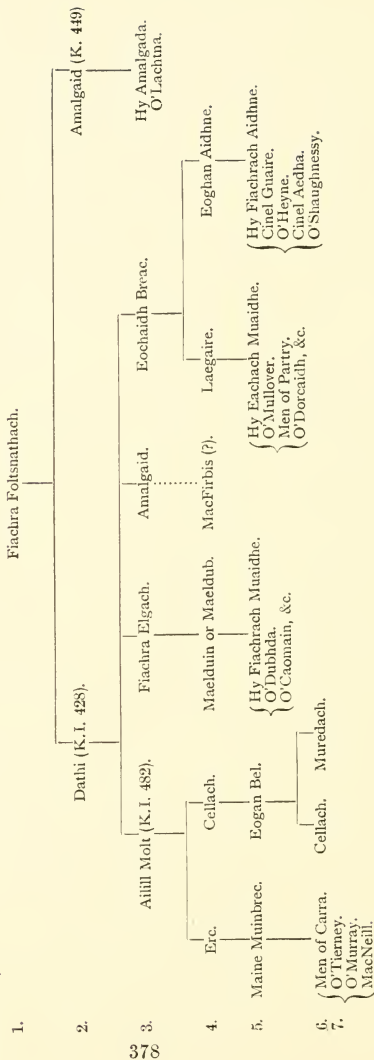 1.
Fiachra Foltsnathach.
2.
Dathi (K.I. 428).
Amalgaid (K. 449)
3.
Ailill Molt (K.I. 482).
Fiachra Elgach.
Amalgaid.
Eochaidh Breac.
Hy Amalgada.
O'Lachtna.
4.
Erc.
Cellach.
Maelduin or Maeldub.
MacFirbis (?).
Laegaire.
Eoghan Aidhne.
5.
Maine Muinbrec.
Eogan Bel.
Hy Fiachrach Muaidhe.
O'Dubhda.
O'Caomain, &c.
Hy Eachach Muaidhe.
O'Mullover.
Men of Partry.
O'Dorcaidh, &c.
Hy Fiachrach Aidhne.
Cinel Guaire.
O'Heyne.
Cinel Aedha.
O'Shaughnessy.
6.
7.
Men of Carra.
O'Tierney.
O'Murray.
MacNeill.
Cellach.
Muredach.
378